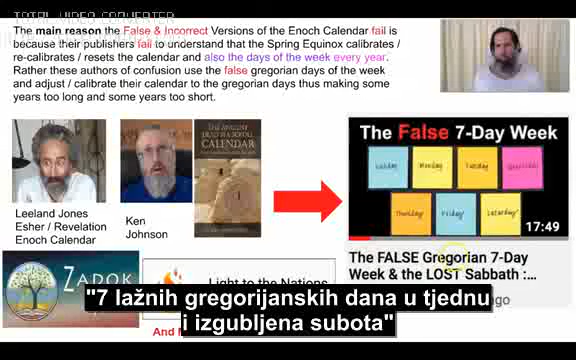 TOTAL VIDEO CONVERTER
The main reason the False & Incorrect Versions of the Enoch Calendar fail is
because their publishers fail to understand that the Spring Equinox calibrates /
re-calibrates / resets the calendar and also the days of the week every year.
Rather these authors of confusion use the false gregorian days of the week
and adjust / calibrate their calendar to the gregorian days thus making some
years too long and some years too short.
THE ANCIENT
DEAD SEA SCROLL
CALENDAR
The False 7-Day Week
Monday
Tuesday
Thursday
Friday
Saturday
17:49
Leeland Jones
Esher / Revelation
Enoch Calendar
Ken
Johnson
The FALSE Gregorian 7-Day
Week & the LOST Sabbath :...
ago
ZADOK
Light to the Nations
And M
"7 lažnih gregorijanskih dana u tjednu
i izgubljena subota"